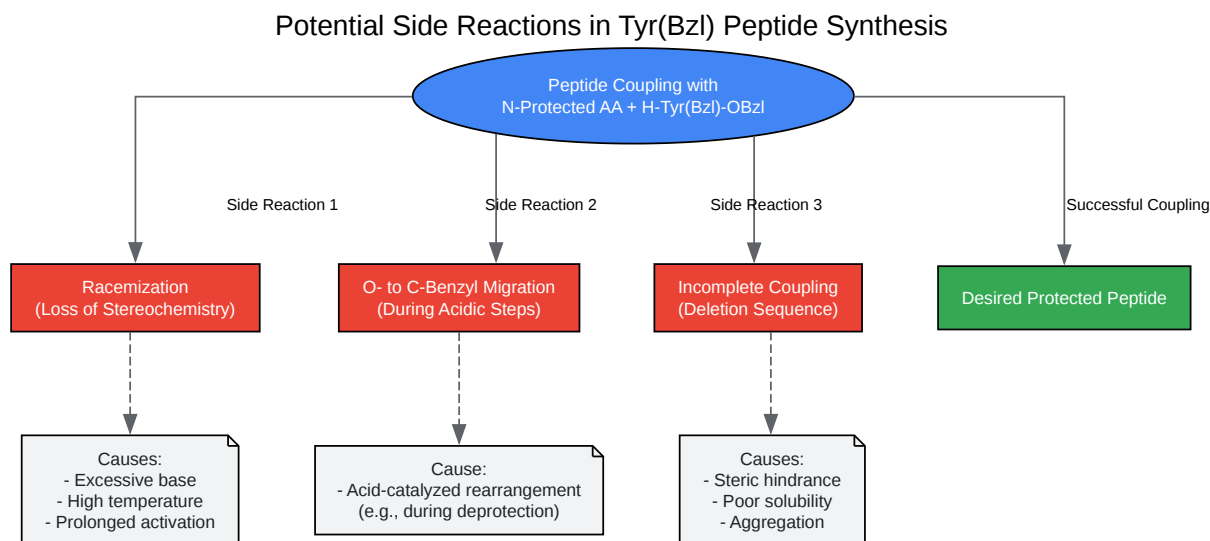 Potential Side Reactions in Tyr(Bzl) Peptide Synthesis
Peptide Coupling with
N-Protected AA + H-Tyr(Bzl)-OBzl
Side Reaction 1
Side Reaction 2
Side Reaction 3
Successful Coupling
Racemization
(Loss of Stereochemistry)
O- to C-Benzyl Migration
(During Acidic Steps)
Incomplete Coupling
(Deletion Sequence)
Desired Protected Peptide
Causes:
- Excessive base
- High temperature
- Prolonged activation
Cause:
- Acid-catalyzed rearrangement
(e.g., during deprotection)
Causes:
- Steric hindrance
- Poor solubility
- Aggregation